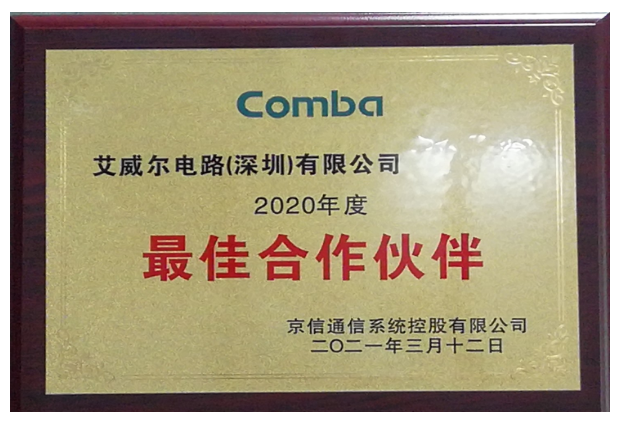 Comba
艾威尔电路(深圳)有限公司
2020年度
最佳合作伙伴
京信通信系统控股有限公司
二〇二一年三月十二日